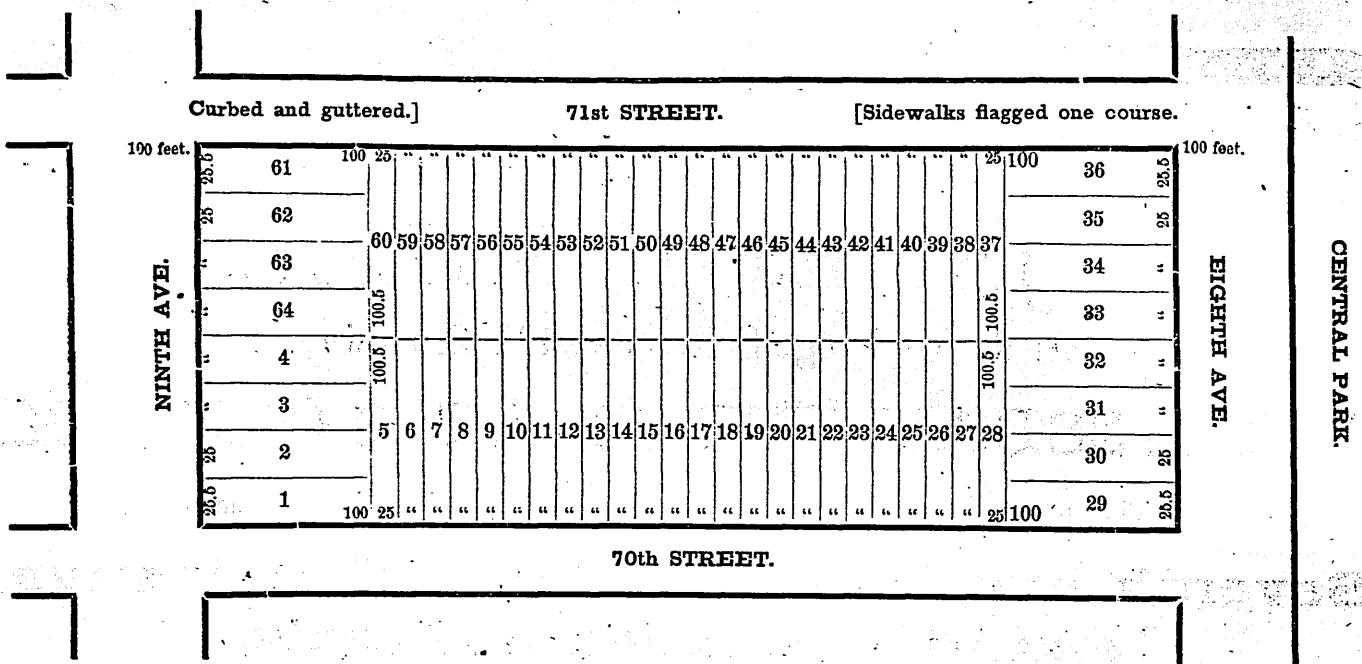 Curbed and guttered.] 71st STREET. [Sidewalks flagged one course.
100 feet. 100 feet.
25.5 61 100 25 “ “ “ “ “ “ “ “ “ “ “ “ “ “ “ “ “ “ “ “ “ “ 25 100 36 25.5
25 62 35 25
60 59 58 57 56 55 54 53 52 51 50 49 48 47 46 45 44 43 42 41 40 39 38 37
“ 63 34 “
“ 64 100.5 100.5 33 “
“ 4 100.5 100.5 32 “
“ 3 31 “
5 6 7 8 9 10 11 12 13 14 15 16 17 18 19 20 21 22 23 24 25 26 27 28
25 2 30 25
25.5 1 100 25 “ “ “ “ “ “ “ “ “ “ “ “ “ “ “ “ “ “ “ “ “ “ 25 100 29 25.5
NINTH AVE.
EIGHTH AVE.
CENTRAL PARK.
70th STREET.